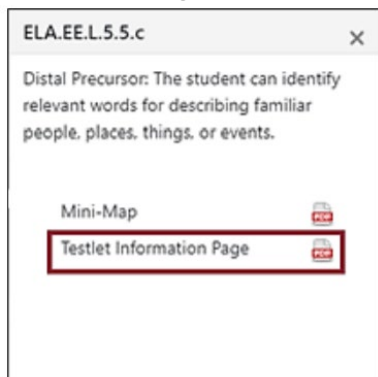 ELA.EE.L.5.5.c
Distal Precursor: The student can identify
relevant words for describing familiar
people, places, things, or events.
Mini-Map
Testlet Information Page